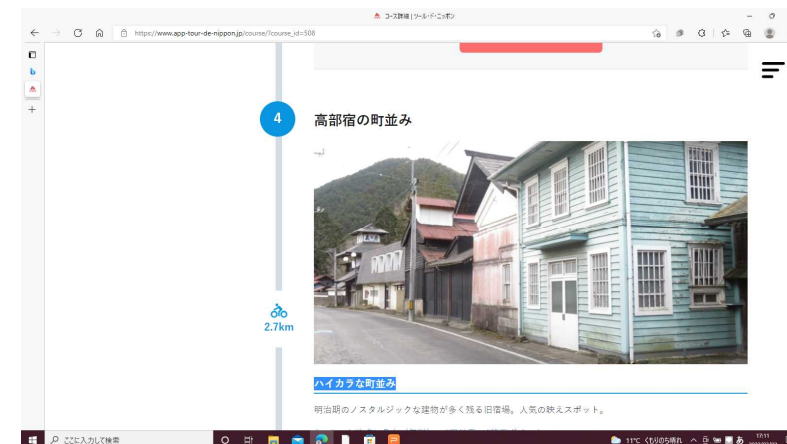 コース詳細 | ツール・ド・ニッポン
https://www.app-tour-de-nippon.jp/course/?course_id=508
4
高部宿の町並み
2.7km
ハイカラな町並み
明治期のノスタルジックな建物が多く残る旧宿場。人気の映えスポット。
ここに入力して検索
11°C くもりのち晴れ
あ
17:11